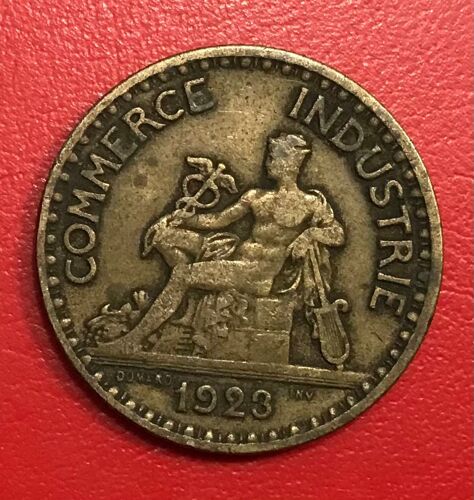 COMMERCE INDUSTRIE
DOMARD INV
1923